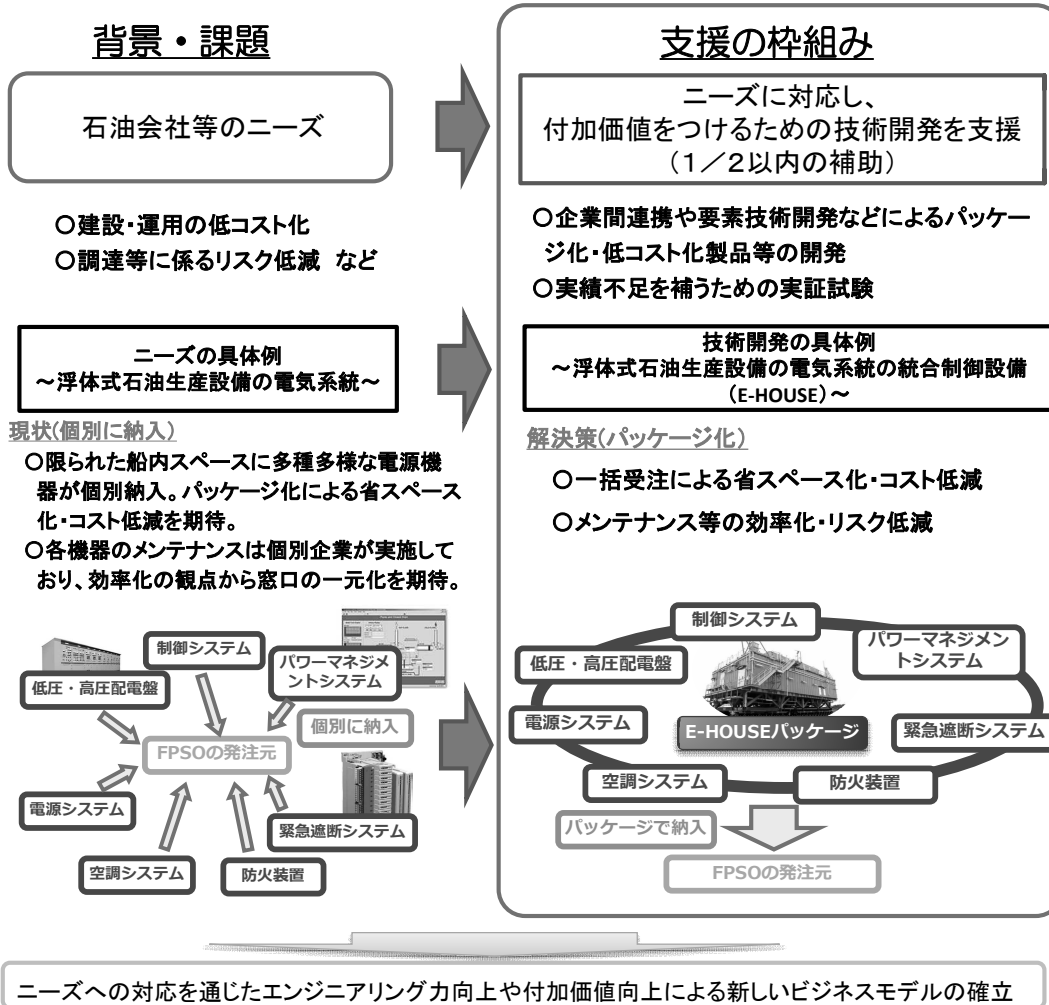 背景・課題
石油会社等のニーズ
○建設・運用の低コスト化
○調達等に係るリスク低減 など
ニーズの具体例
~浮体式石油生産設備の電気系統~
現状(個別に納入)
○限られた船内スペースに多種多様な電源機
器が個別納入。パッケージ化による省スペース
化・コスト低減を期待。
○各機器のメンテナンスは個別企業が実施して
おり、効率化の観点から窓口の一元化を期待。
制御システム
低圧・高圧配電盤
パワーマネジメ
ントシステム
個別に納入
FPSOの発注元
電源システム
緊急遮断システム
空調システム
防火装置
支援の枠組み
ニーズに対応し、
付加価値をつけるための技術開発を支援
(1/2以内の補助)
○企業間連携や要素技術開発などによるパッケー
ジ化・低コスト化製品等の開発
○実績不足を補うための実証試験
技術開発の具体例
~浮体式石油生産設備の電気系統の統合制御設備
(E-HOUSE)~
解決策(パッケージ化)
○一括受注による省スペース化・コスト低減
○メンテナンス等の効率化・リスク低減
制御システム
低圧・高圧配電盤
パワーマネジメン
トシステム
電源システム
E-HOUSEパッケージ
緊急遮断システム
空調システム
防火装置
パッケージで納入
FPSOの発注元
ニーズへの対応を通じたエンジニアリング力向上や付加価値向上による新しいビジネスモデルの確立